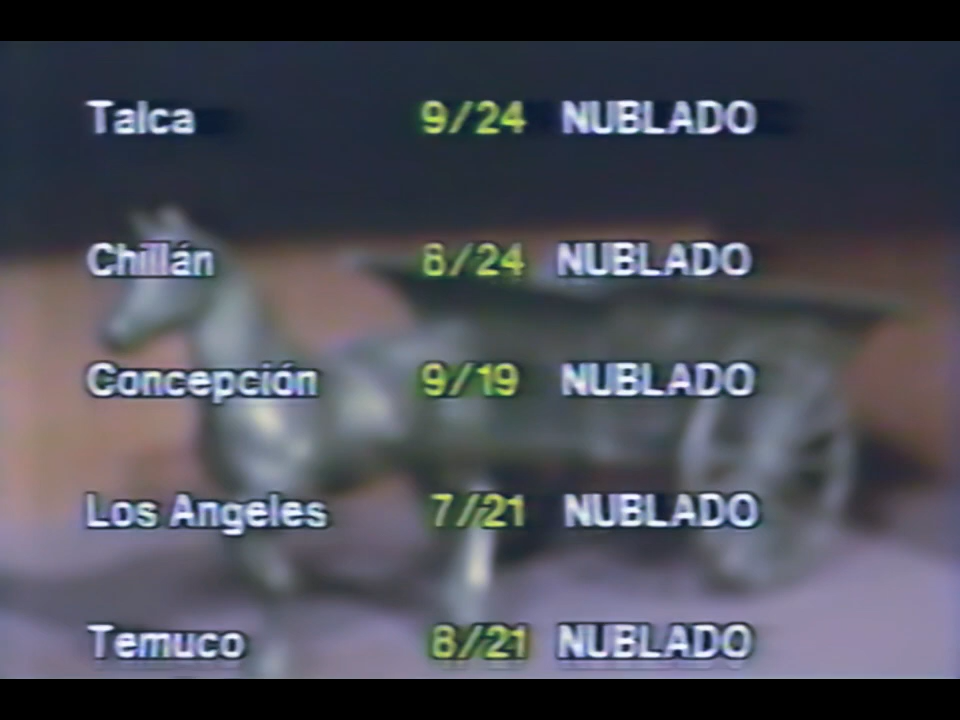 Talca 9/24 NUBLADO
Chillán 8/24 NUBLADO
Concepción 9/19 NUBLADO
Los Angeles 7/21 NUBLADO
Temuco 8/21 NUBLADO